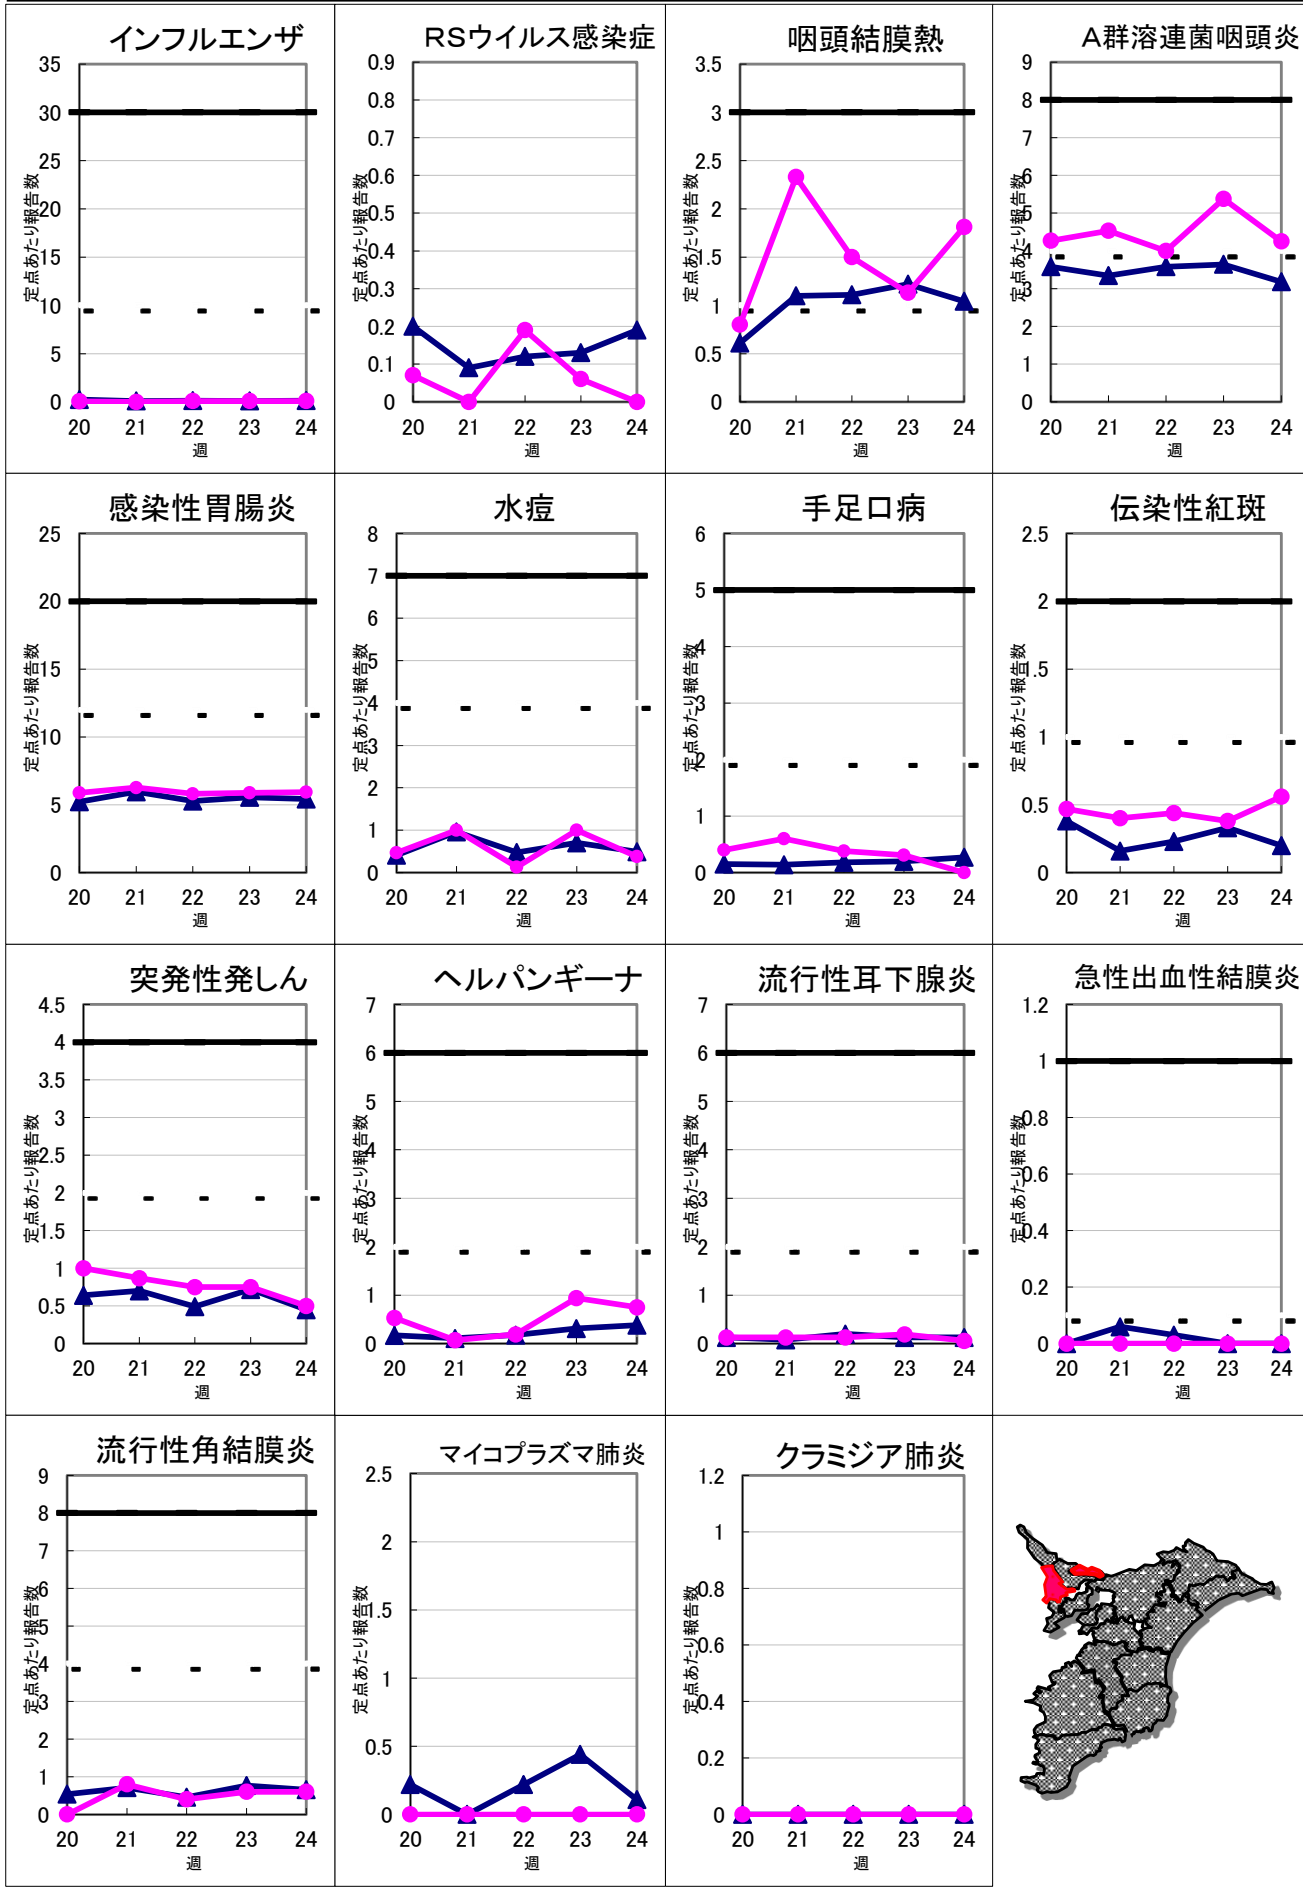 インフルエンザ
35
30
25
20
15
10
5
0
定点あたり報告数
20 21 22 23 24
週
RSウイルス感染症
0.9
0.8
0.7
0.6
0.5
0.4
0.3
0.2
0.1
0
定点あたり報告数
20 21 22 23 24
週
咽頭結膜熱
3.5
3
2.5
2
1.5
1
0.5
0
定点あたり報告数
20 21 22 23 24
週
A群溶連菌咽頭炎
9
8
7
6
5
4
3
2
1
0
定点あたり報告数
20 21 22 23 24
週
感染性胃腸炎
25
20
15
10
5
0
定点あたり報告数
20 21 22 23 24
週
水痘
8
7
6
5
4
3
2
1
0
定点あたり報告数
20 21 22 23 24
週
手足口病
6
5
4
3
2
1
0
定点あたり報告数
20 21 22 23 24
週
伝染性紅斑
2.5
2
1.5
1
0.5
0
定点あたり報告数
20 21 22 23 24
週
突発性発しん
4.5
4
3.5
3
2.5
2
1.5
1
0.5
0
定点あたり報告数
20 21 22 23 24
週
ヘルパンギーナ
7
6
5
4
3
2
1
0
定点あたり報告数
20 21 22 23 24
週
流行性耳下腺炎
7
6
5
4
3
2
1
0
定点あたり報告数
20 21 22 23 24
週
急性出血性結膜炎
1.2
1
0.8
0.6
0.4
0.2
0
定点あたり報告数
20 21 22 23 24
週
流行性角結膜炎
9
8
7
6
5
4
3
2
1
0
定点あたり報告数
20 21 22 23 24
週
マイコプラズマ肺炎
2.5
2
1.5
1
0.5
0
定点あたり報告数
20 21 22 23 24
週
クラミジア肺炎
1.2
1
0.8
0.6
0.4
0.2
0
定点あたり報告数
20 21 22 23 24
週